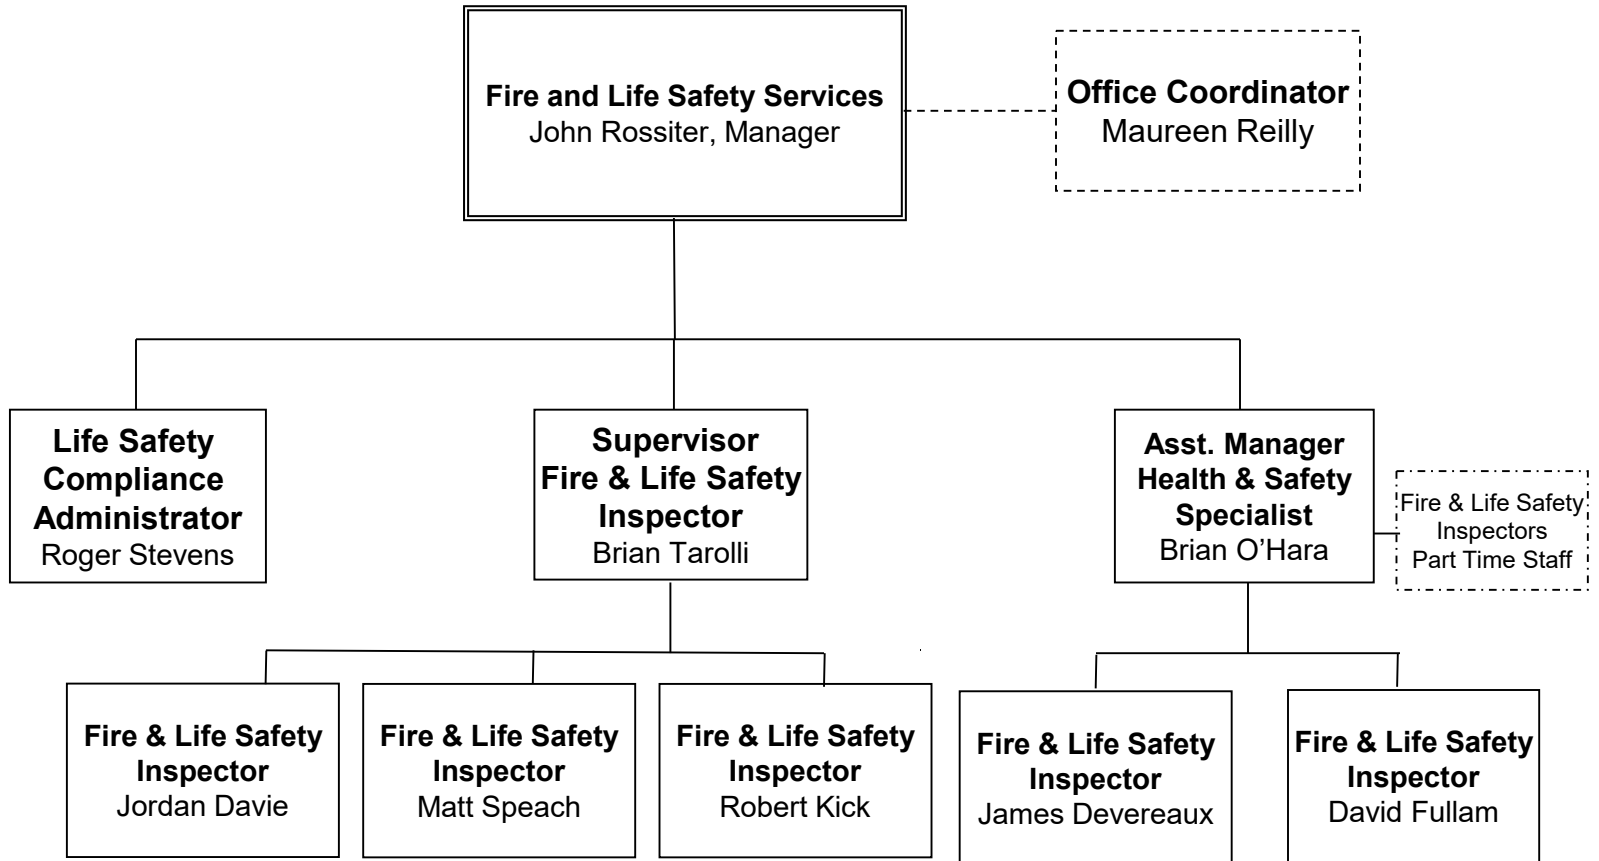 Fire and Life Safety Services
John Rossiter, Manager
Office Coordinator
Maureen Reilly
Life Safety
Compliance
Administrator
Roger Stevens
Supervisor
Fire & Life Safety
Inspector
Brian Tarolli
Asst. Manager
Health & Safety
Specialist
Brian O’Hara
Fire & Life Safety
Inspectors
Part Time Staff
Fire & Life Safety
Inspector
Jordan Davie
Fire & Life Safety
Inspector
Matt Speach
Fire & Life Safety
Inspector
Robert Kick
Fire & Life Safety
Inspector
James Devereaux
Fire & Life Safety
Inspector
David Fullam